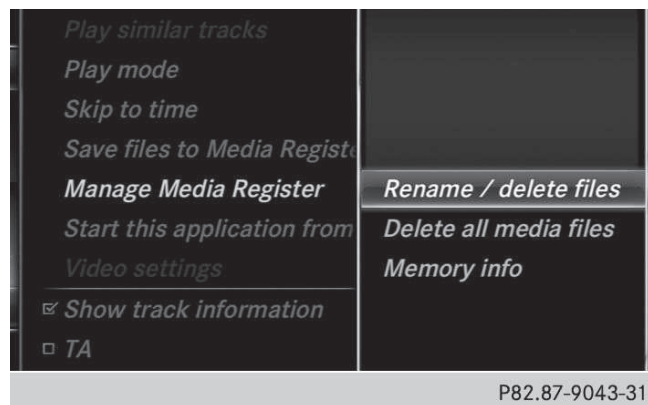 Play similar tracks
Play mode
Skip to time
Save files to Media Registe
Manage Media Register
Start this application from
Video settings
Show track information
TA
Rename / delete files
Delete all media files
Memory info
P82.87-9043-31